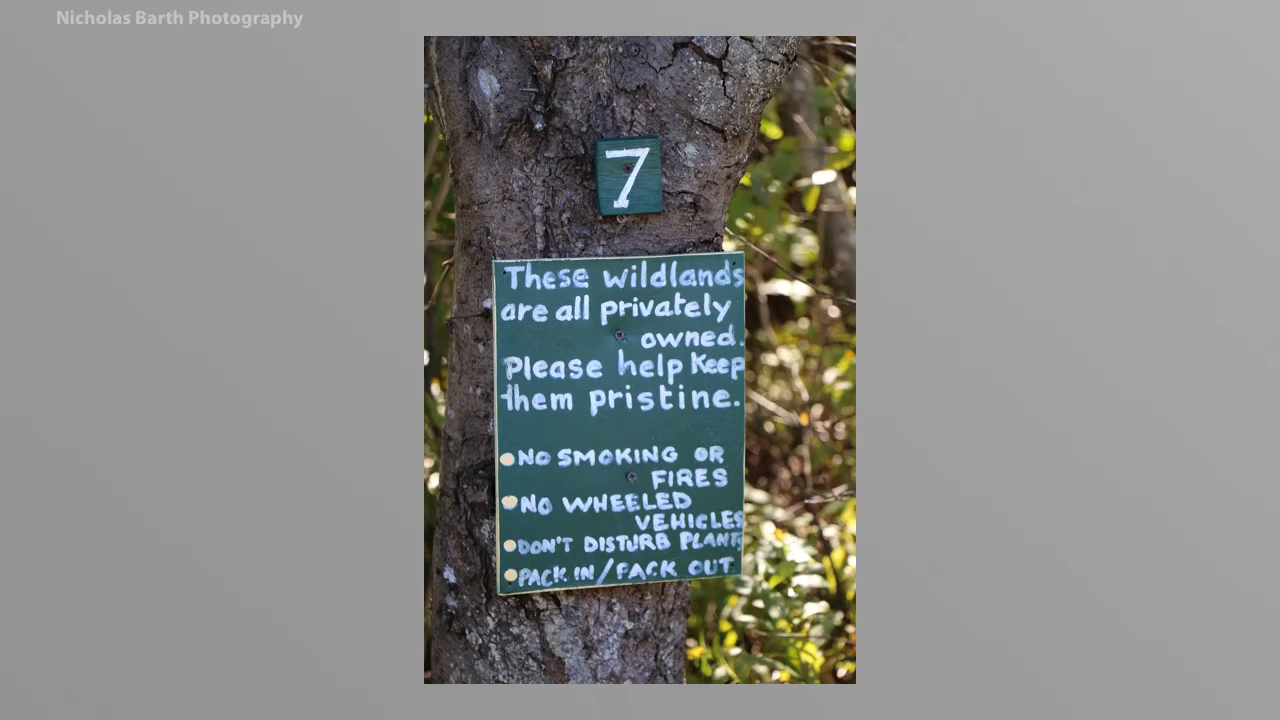 Nicholas Barth Photography
7
These wildlands
are all privately
owned.
Please help keep
them pristine.
NO SMOKING OR
FIRES
NO WHEELED
VEHICLES
DON'T DISTURB PLANTS
PACK IN/PACK OUT